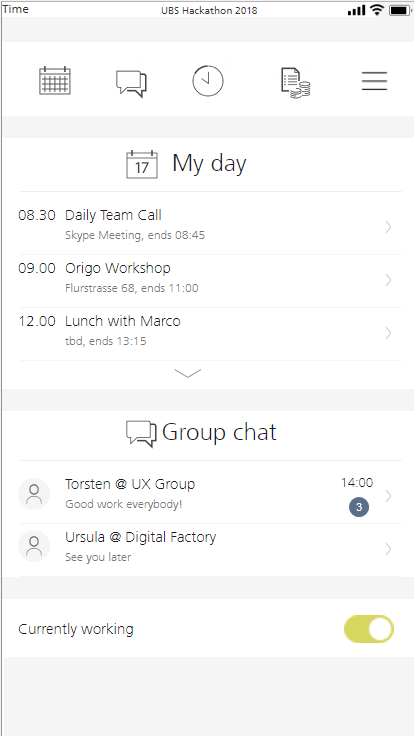 Time UBS Hackathon 2018
17 My day
08.30 Daily Team Call
Skype Meeting, ends 08:45
09.00 Origo Workshop
Flurstrasse 68, ends 11:00
12.00 Lunch with Marco
tbd, ends 13:15
Group chat
Torsten @ UX Group 14:00
Good work everybody! 3
Ursula @ Digital Factory
See you later
Currently working